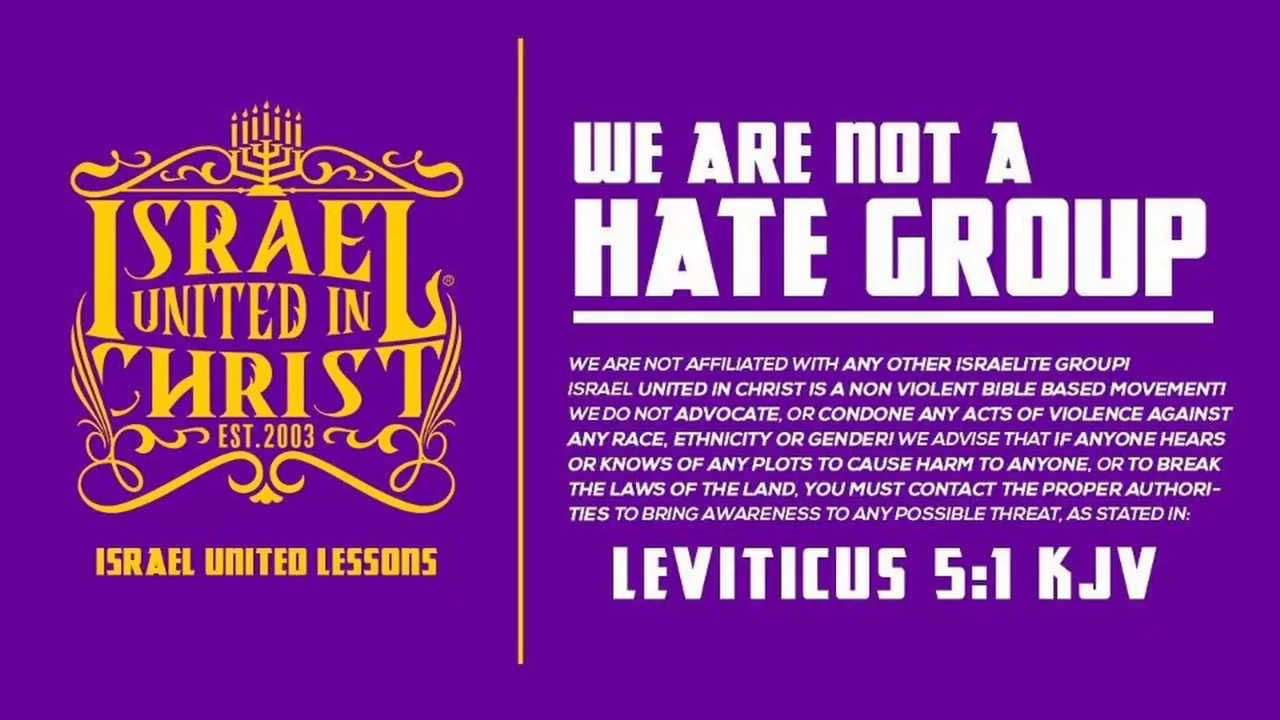 ISRAEL
UNITED IN
CHRIST
EST. 2003
®
ISRAEL UNITED LESSONS
WE ARE NOT A
HATE GROUP
WE ARE NOT AFFILIATED WITH ANY OTHER ISRAELITE GROUP!
ISRAEL UNITED IN CHRIST IS A NON VIOLENT BIBLE BASED MOVEMENT!
WE DO NOT ADVOCATE, OR CONDONE ANY ACTS OF VIOLENCE AGAINST
ANY RACE, ETHNICITY OR GENDER! WE ADVISE THAT IF ANYONE HEARS
OR KNOWS OF ANY PLOTS TO CAUSE HARM TO ANYONE, OR TO BREAK
THE LAWS OF THE LAND, YOU MUST CONTACT THE PROPER AUTHORI-
TIES TO BRING AWARENESS TO ANY POSSIBLE THREAT, AS STATED IN:
LEVITICUS 5:1 KJV